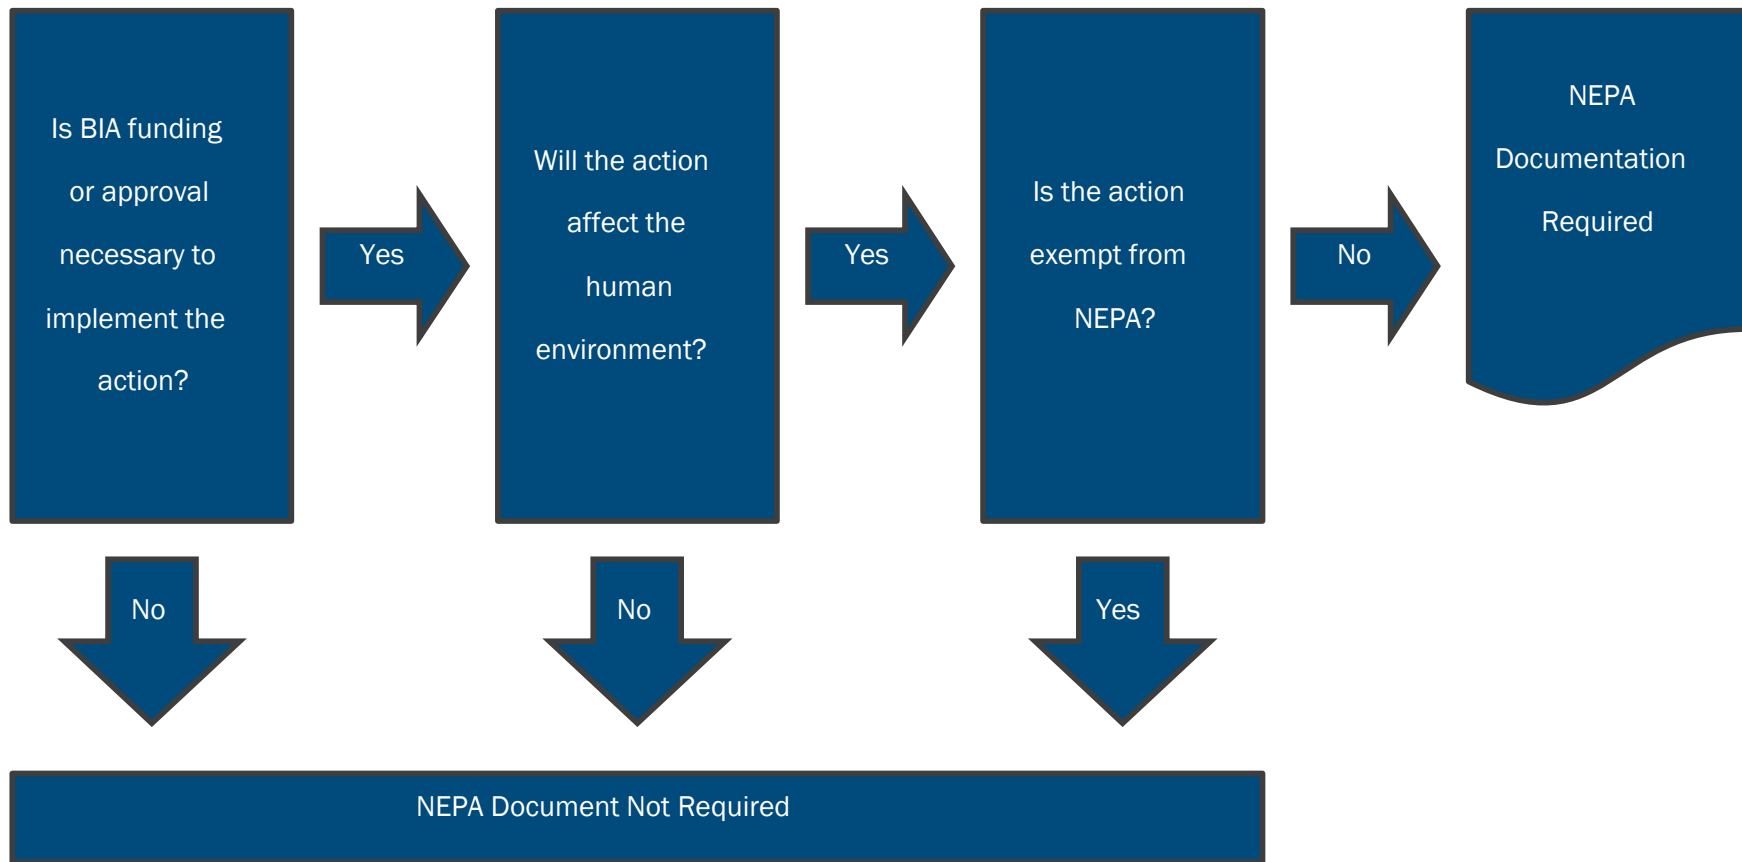 Is BIA funding
or approval
necessary to
implement the
action?
Yes
Will the action
affect the
human
environment?
Yes
Is the action
exempt from
NEPA?
No
NEPA
Documentation
Required
No
No
Yes
NEPA Document Not Required